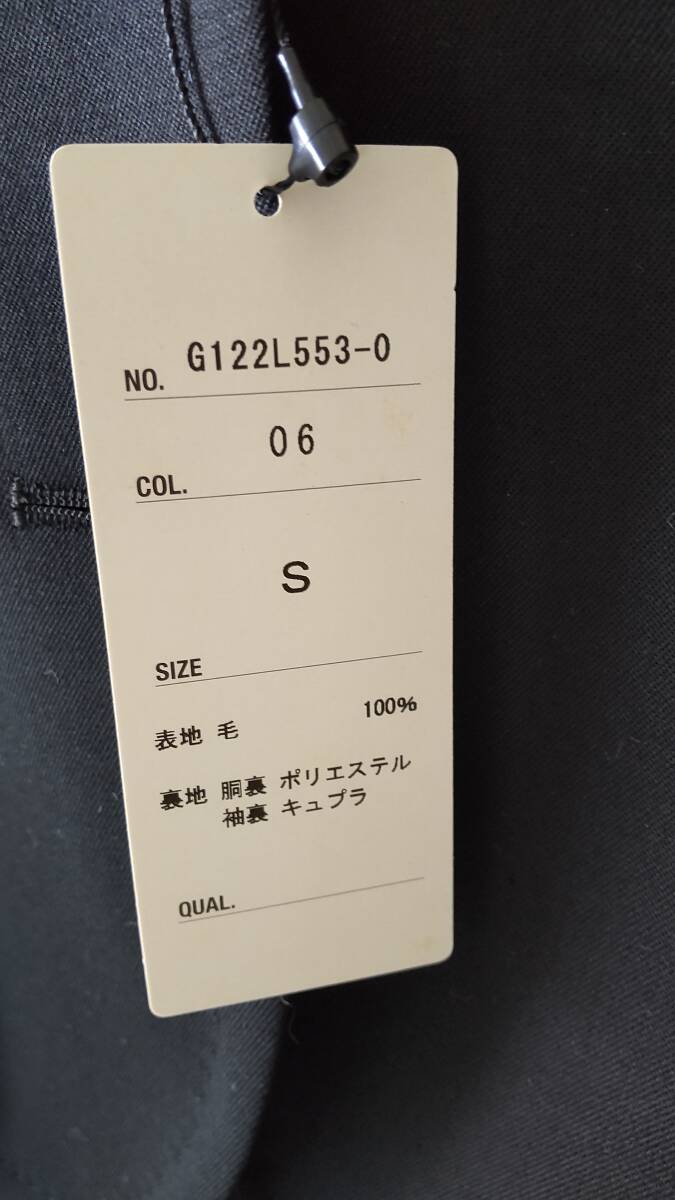 NO. G122L553-0
COL. 06
SIZE S
表地 毛 100%
裏地 胴裏 ポリエステル
袖裏 キュプラ
QUAL.